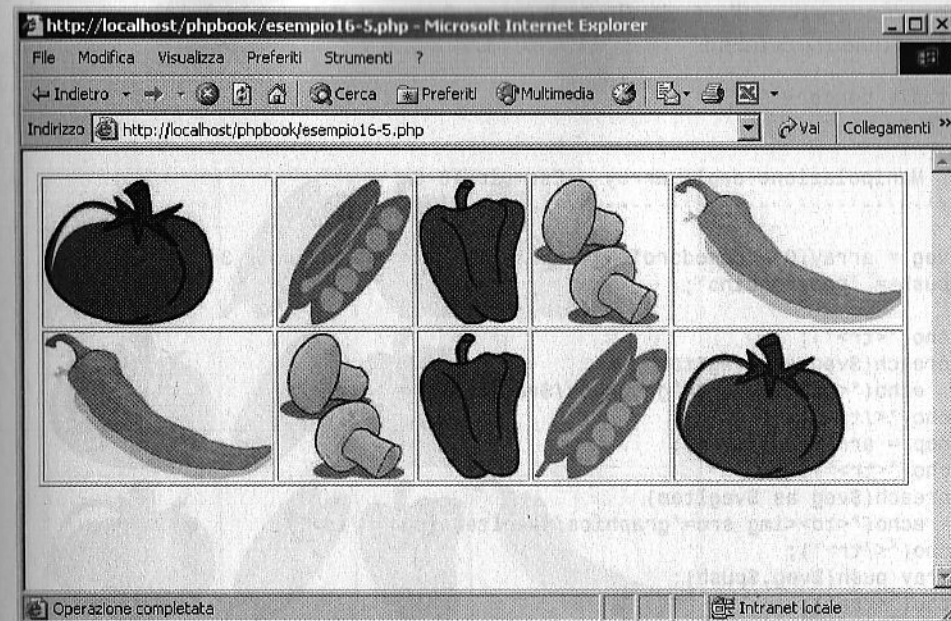 http://localhost/phpbook/esempio16-5.php - Microsoft Internet Explorer
File Modifica Visualizza Preferiti Strumenti ?
Indietro Cerca Preferiti Multimedia
Indirizzo http://localhost/phpbook/esempio16-5.php Vai Collegamenti »
Operazione completata Intranet locale